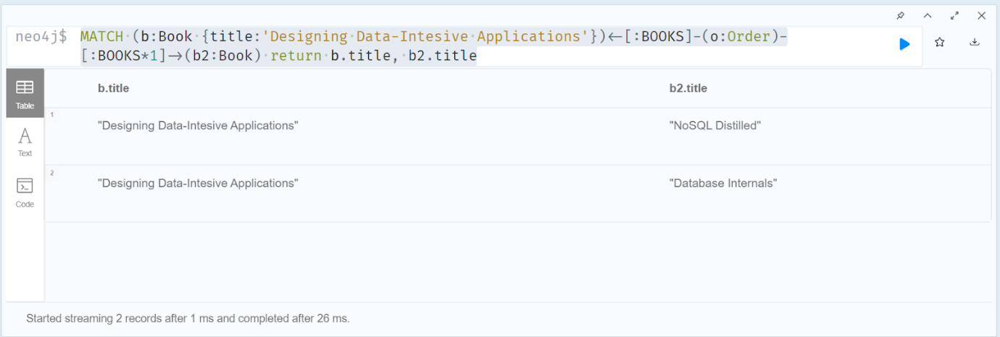 neo4j$ MATCH (b:Book {title:'Designing Data-Intesive Applications'})<-[:BOOKS]-(o:Order)-
[:BOOKS*1]->(b2:Book) return b.title, b2.title
Table
b.title b2.title
1
"Designing Data-Intesive Applications" "NoSQL Distilled"
Text
2
"Designing Data-Intesive Applications" "Database Internals"
Code
Started streaming 2 records after 1 ms and completed after 26 ms.